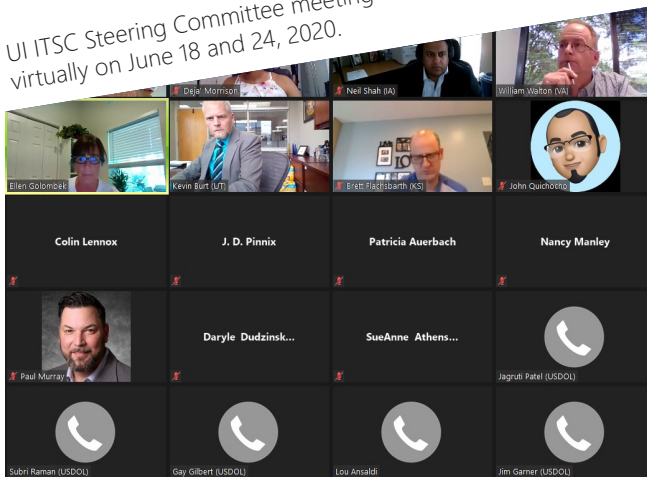 UI ITSC Steering Committee meeting
virtually on June 18 and 24, 2020.
Deja' Morrison
Neil Shah (IA)
William Walton (VA)
Ellen Golombek
Kevin Burt (UT)
Brett Flachsbarth (KS)
John Quichocho
Colin Lennox
J. D. Pinnix
Patricia Auerbach
Nancy Manley
Paul Murray
Daryle Dudzinsk...
SueAnne Athens...
Jagruti Patel (USDOL)
Subri Raman (USDOL)
Gay Gilbert (USDOL)
Lou Ansaldi
Jim Garner (USDOL)